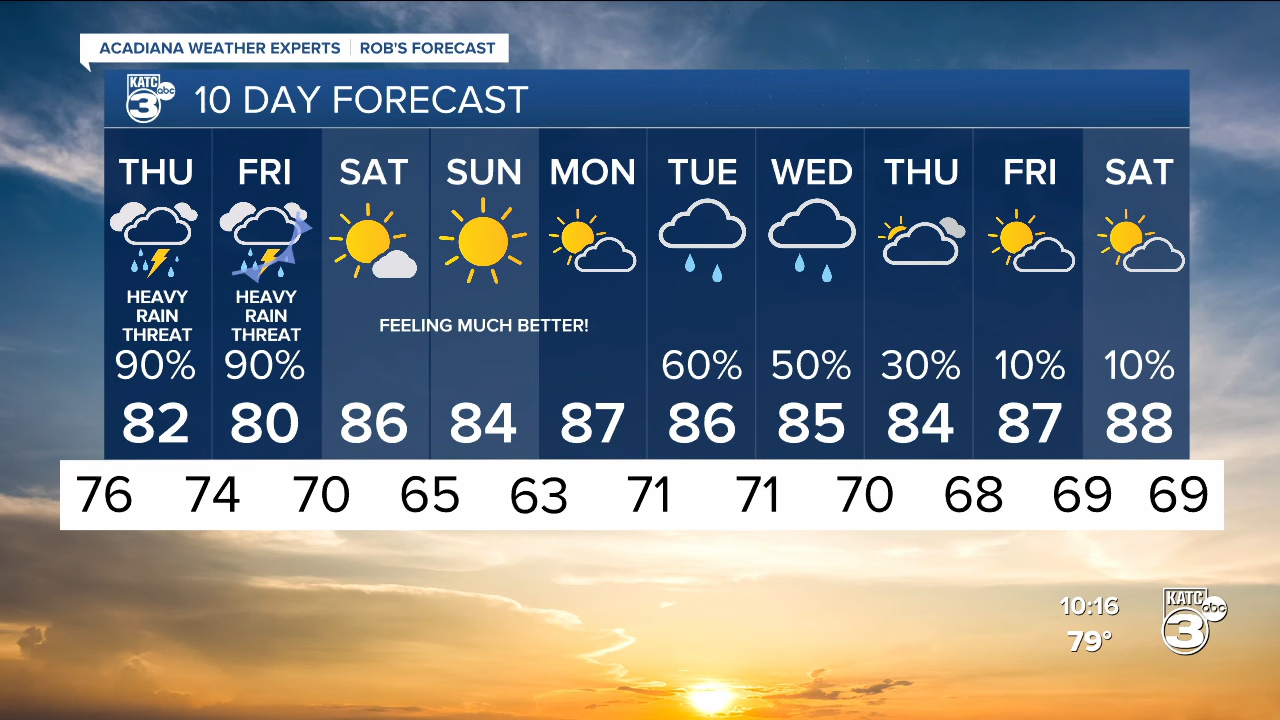 ACADIANA WEATHER EXPERTS | ROB'S FORECAST
KATC abc 3
10 DAY FORECAST
THU FRI SAT SUN MON TUE WED THU FRI SAT
HEAVY HEAVY
RAIN RAIN
THREAT THREAT
FEELING MUCH BETTER!
90% 90% 60% 50% 30% 10% 10%
82 80 86 84 87 86 85 84 87 88
76 74 70 65 63 71 71 70 68 69 69
10:16
79°
KATC abc 3